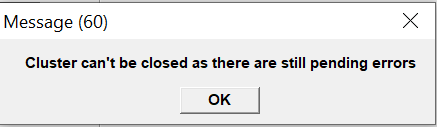 Message (60)
Cluster can't be closed as there are still pending errors
OK